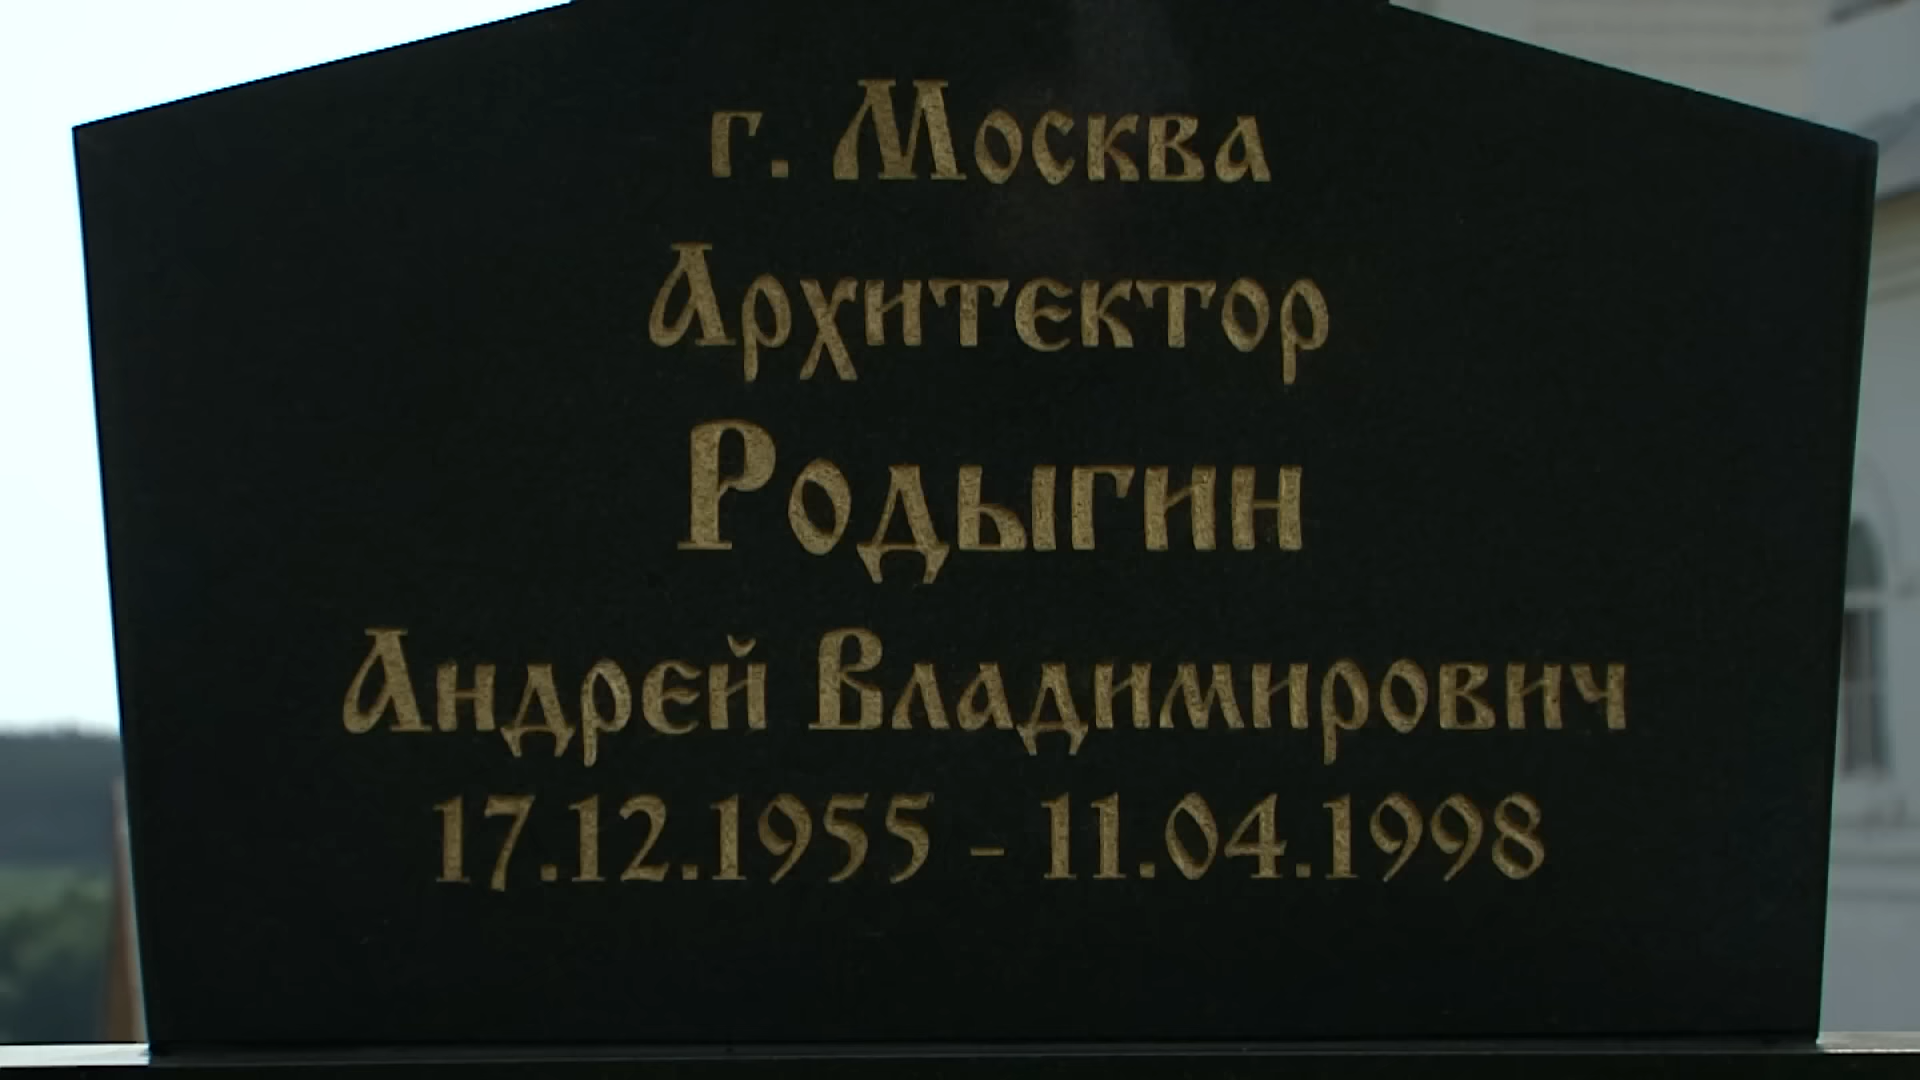 г. Москва
Архитектор
Родыгин
Андрей Владимирович
17.12.1955 - 11.04.1998